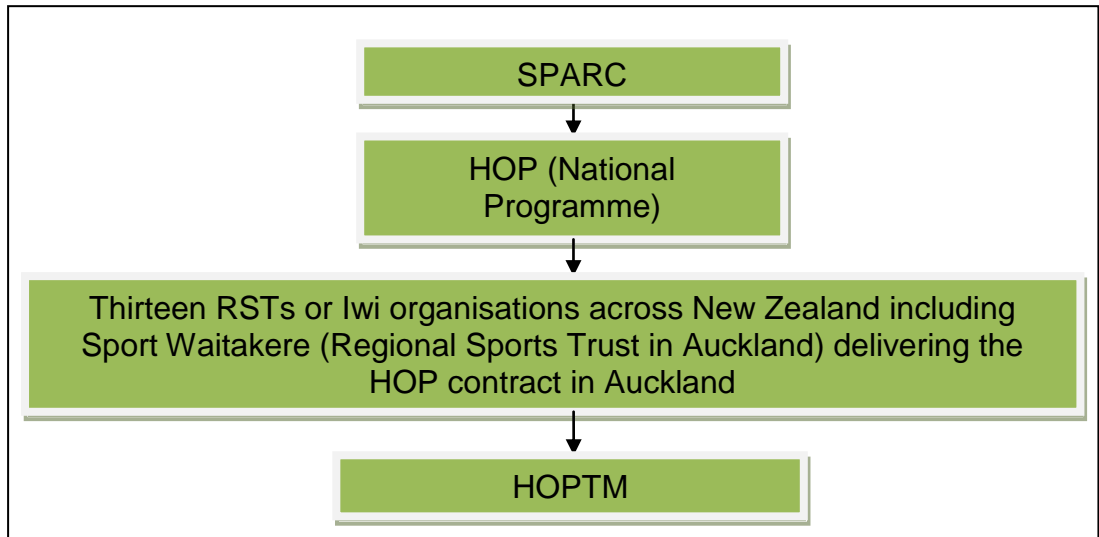 SPARC
HOP (National
Programme)
Thirteen RSTs or Iwi organisations across New Zealand including
Sport Waitakere (Regional Sports Trust in Auckland) delivering the
HOP contract in Auckland
HOPTM